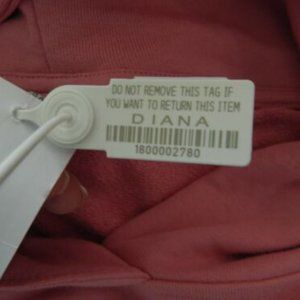 DO NOT REMOVE THIS TAG IF
YOU WANT TO RETURN THIS ITEM
DIANA
1800002780